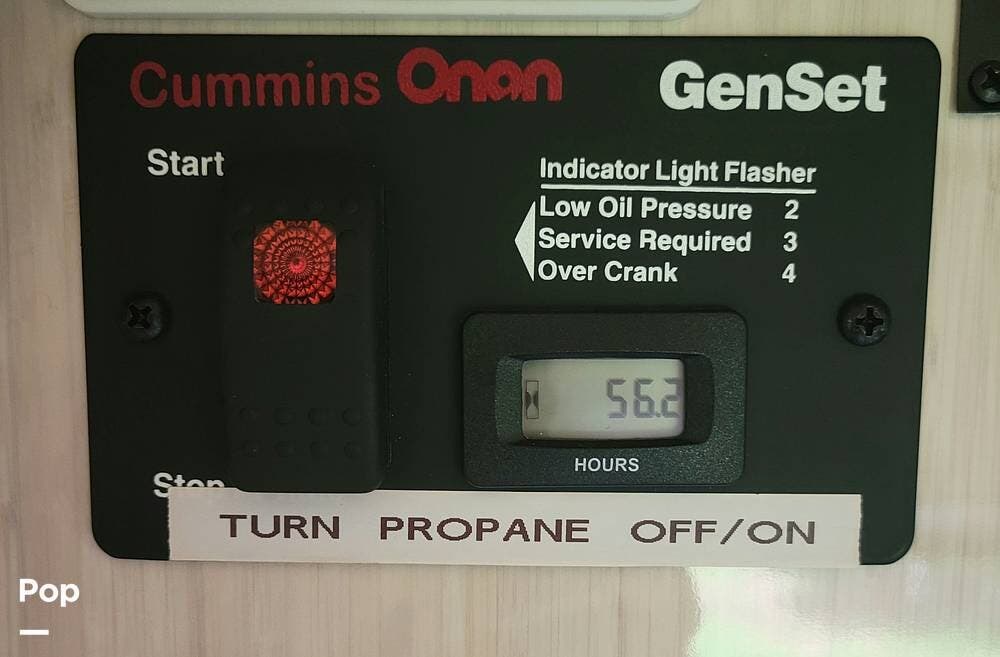 Cummins Onan GenSet
Start
Indicator Light Flasher
Low Oil Pressure 2
Service Required 3
Over Crank 4
56.2
HOURS
Stop
TURN PROPANE OFF/ON
Pop